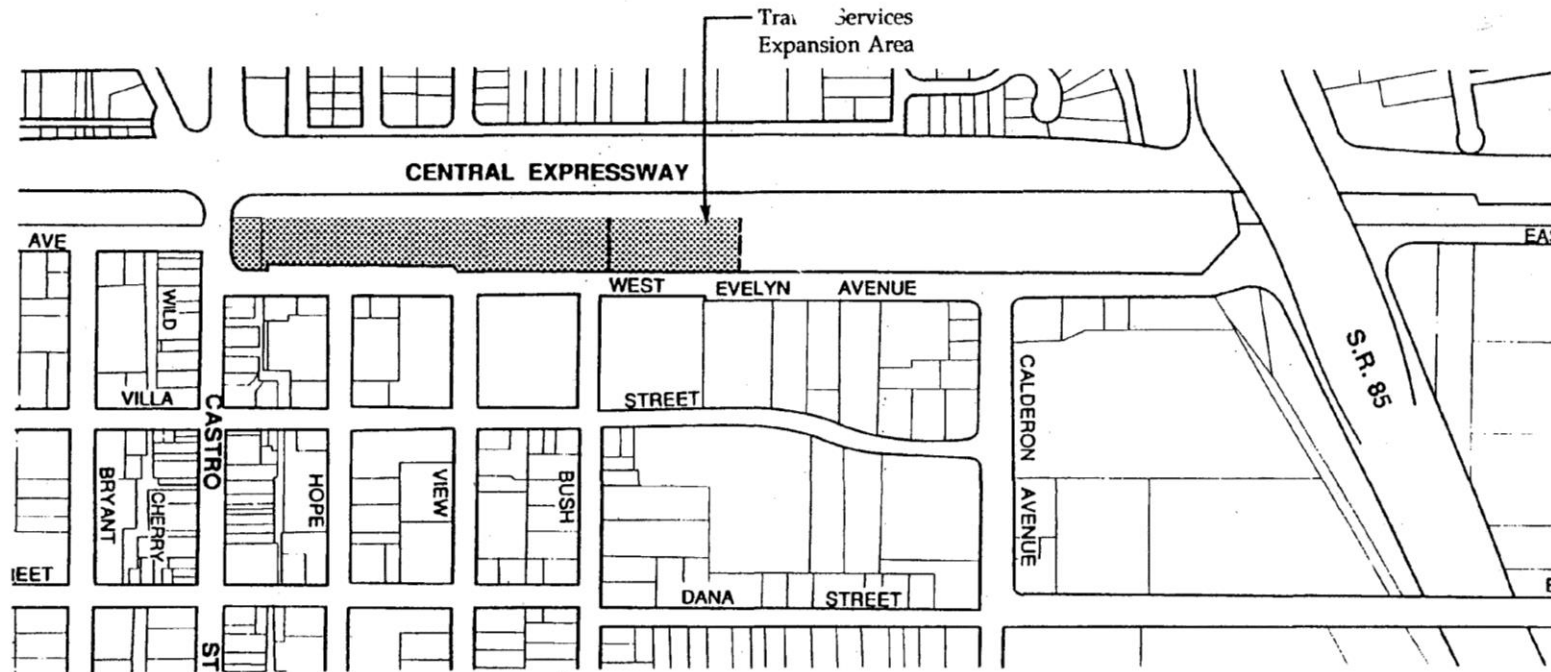 Services
Expansion Area
CENTRAL EXPRESSWAY
AVE
WEST EVELYN AVENUE
WILD
VILLA
STREET
CASTRO
CALDERON
AVENUE
S.R. 85
BRYANT
CHERRY
HOPE
VIEW
BUSH
DANA STREET